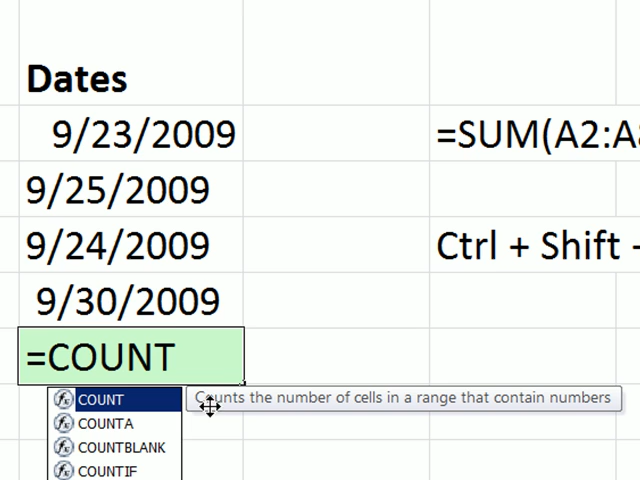 Dates
9/23/2009 =SUM(A2:A
9/25/2009
9/24/2009 Ctrl + Shift
9/30/2009
=COUNT
COUNT Counts the number of cells in a range that contain numbers
COUNTA
COUNTBLANK
COUNTIF